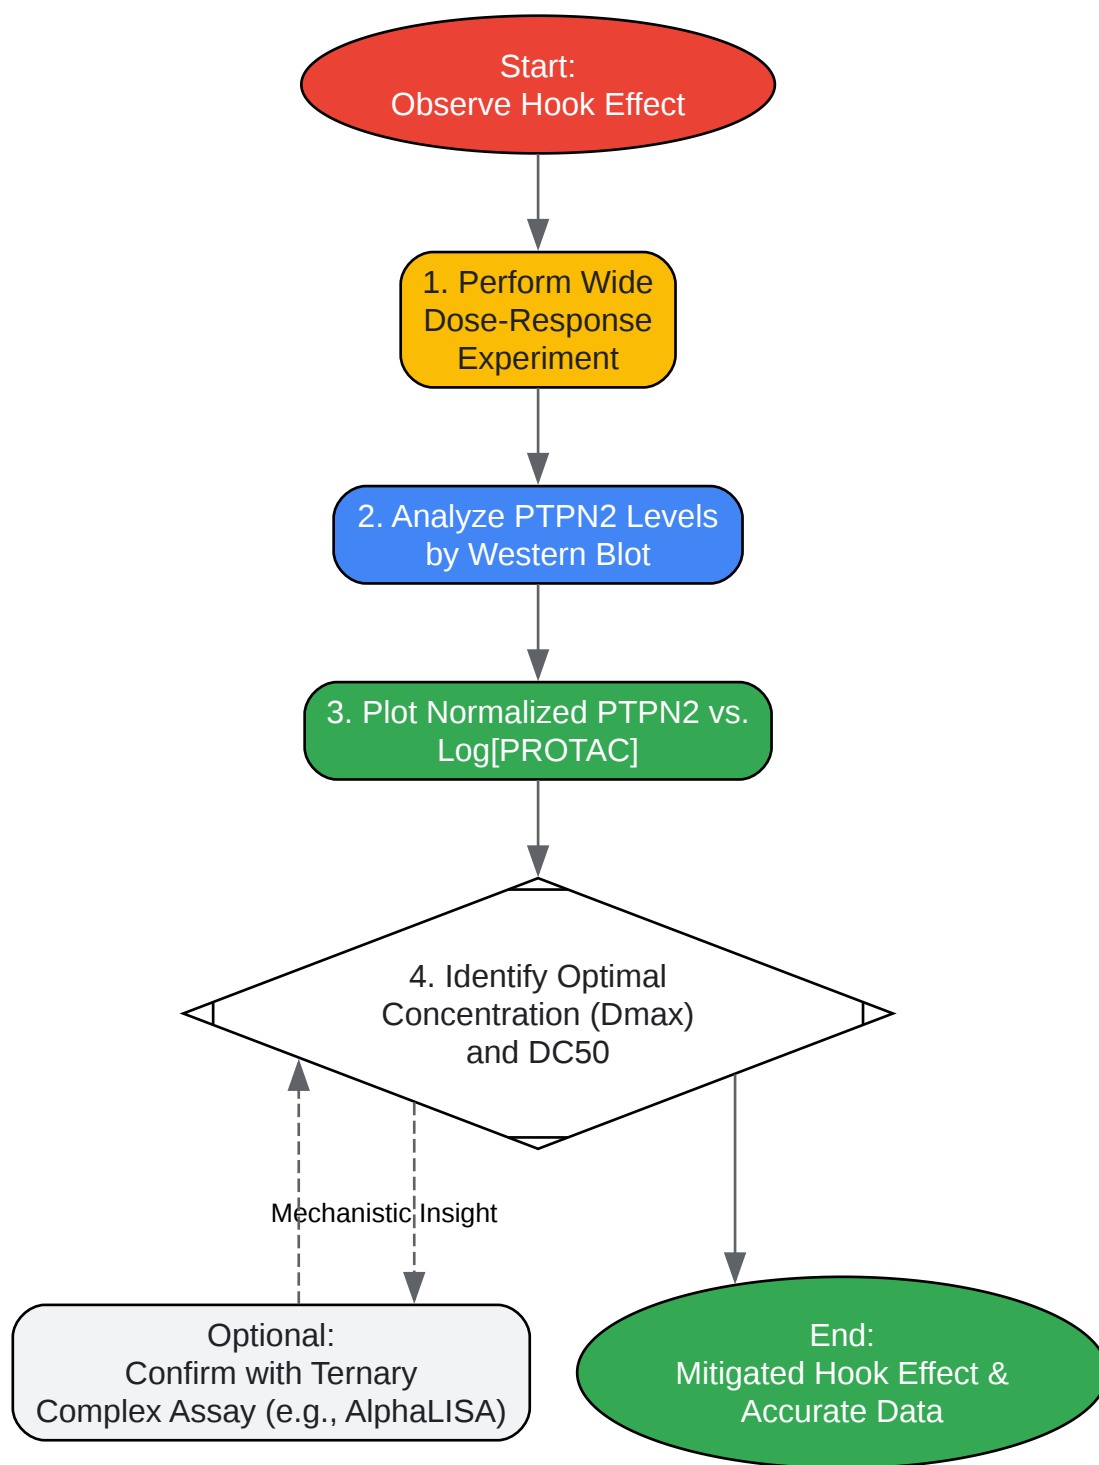 Start:
Observe Hook Effect
1. Perform Wide
Dose-Response
Experiment
2. Analyze PTPN2 Levels
by Western Blot
3. Plot Normalized PTPN2 vs.
Log[PROTAC]
4. Identify Optimal
Concentration (Dmax)
and DC50
Mechanistic Insight
Optional:
Confirm with Ternary
Complex Assay (e.g., AlphaLISA)
End:
Mitigated Hook Effect &
Accurate Data